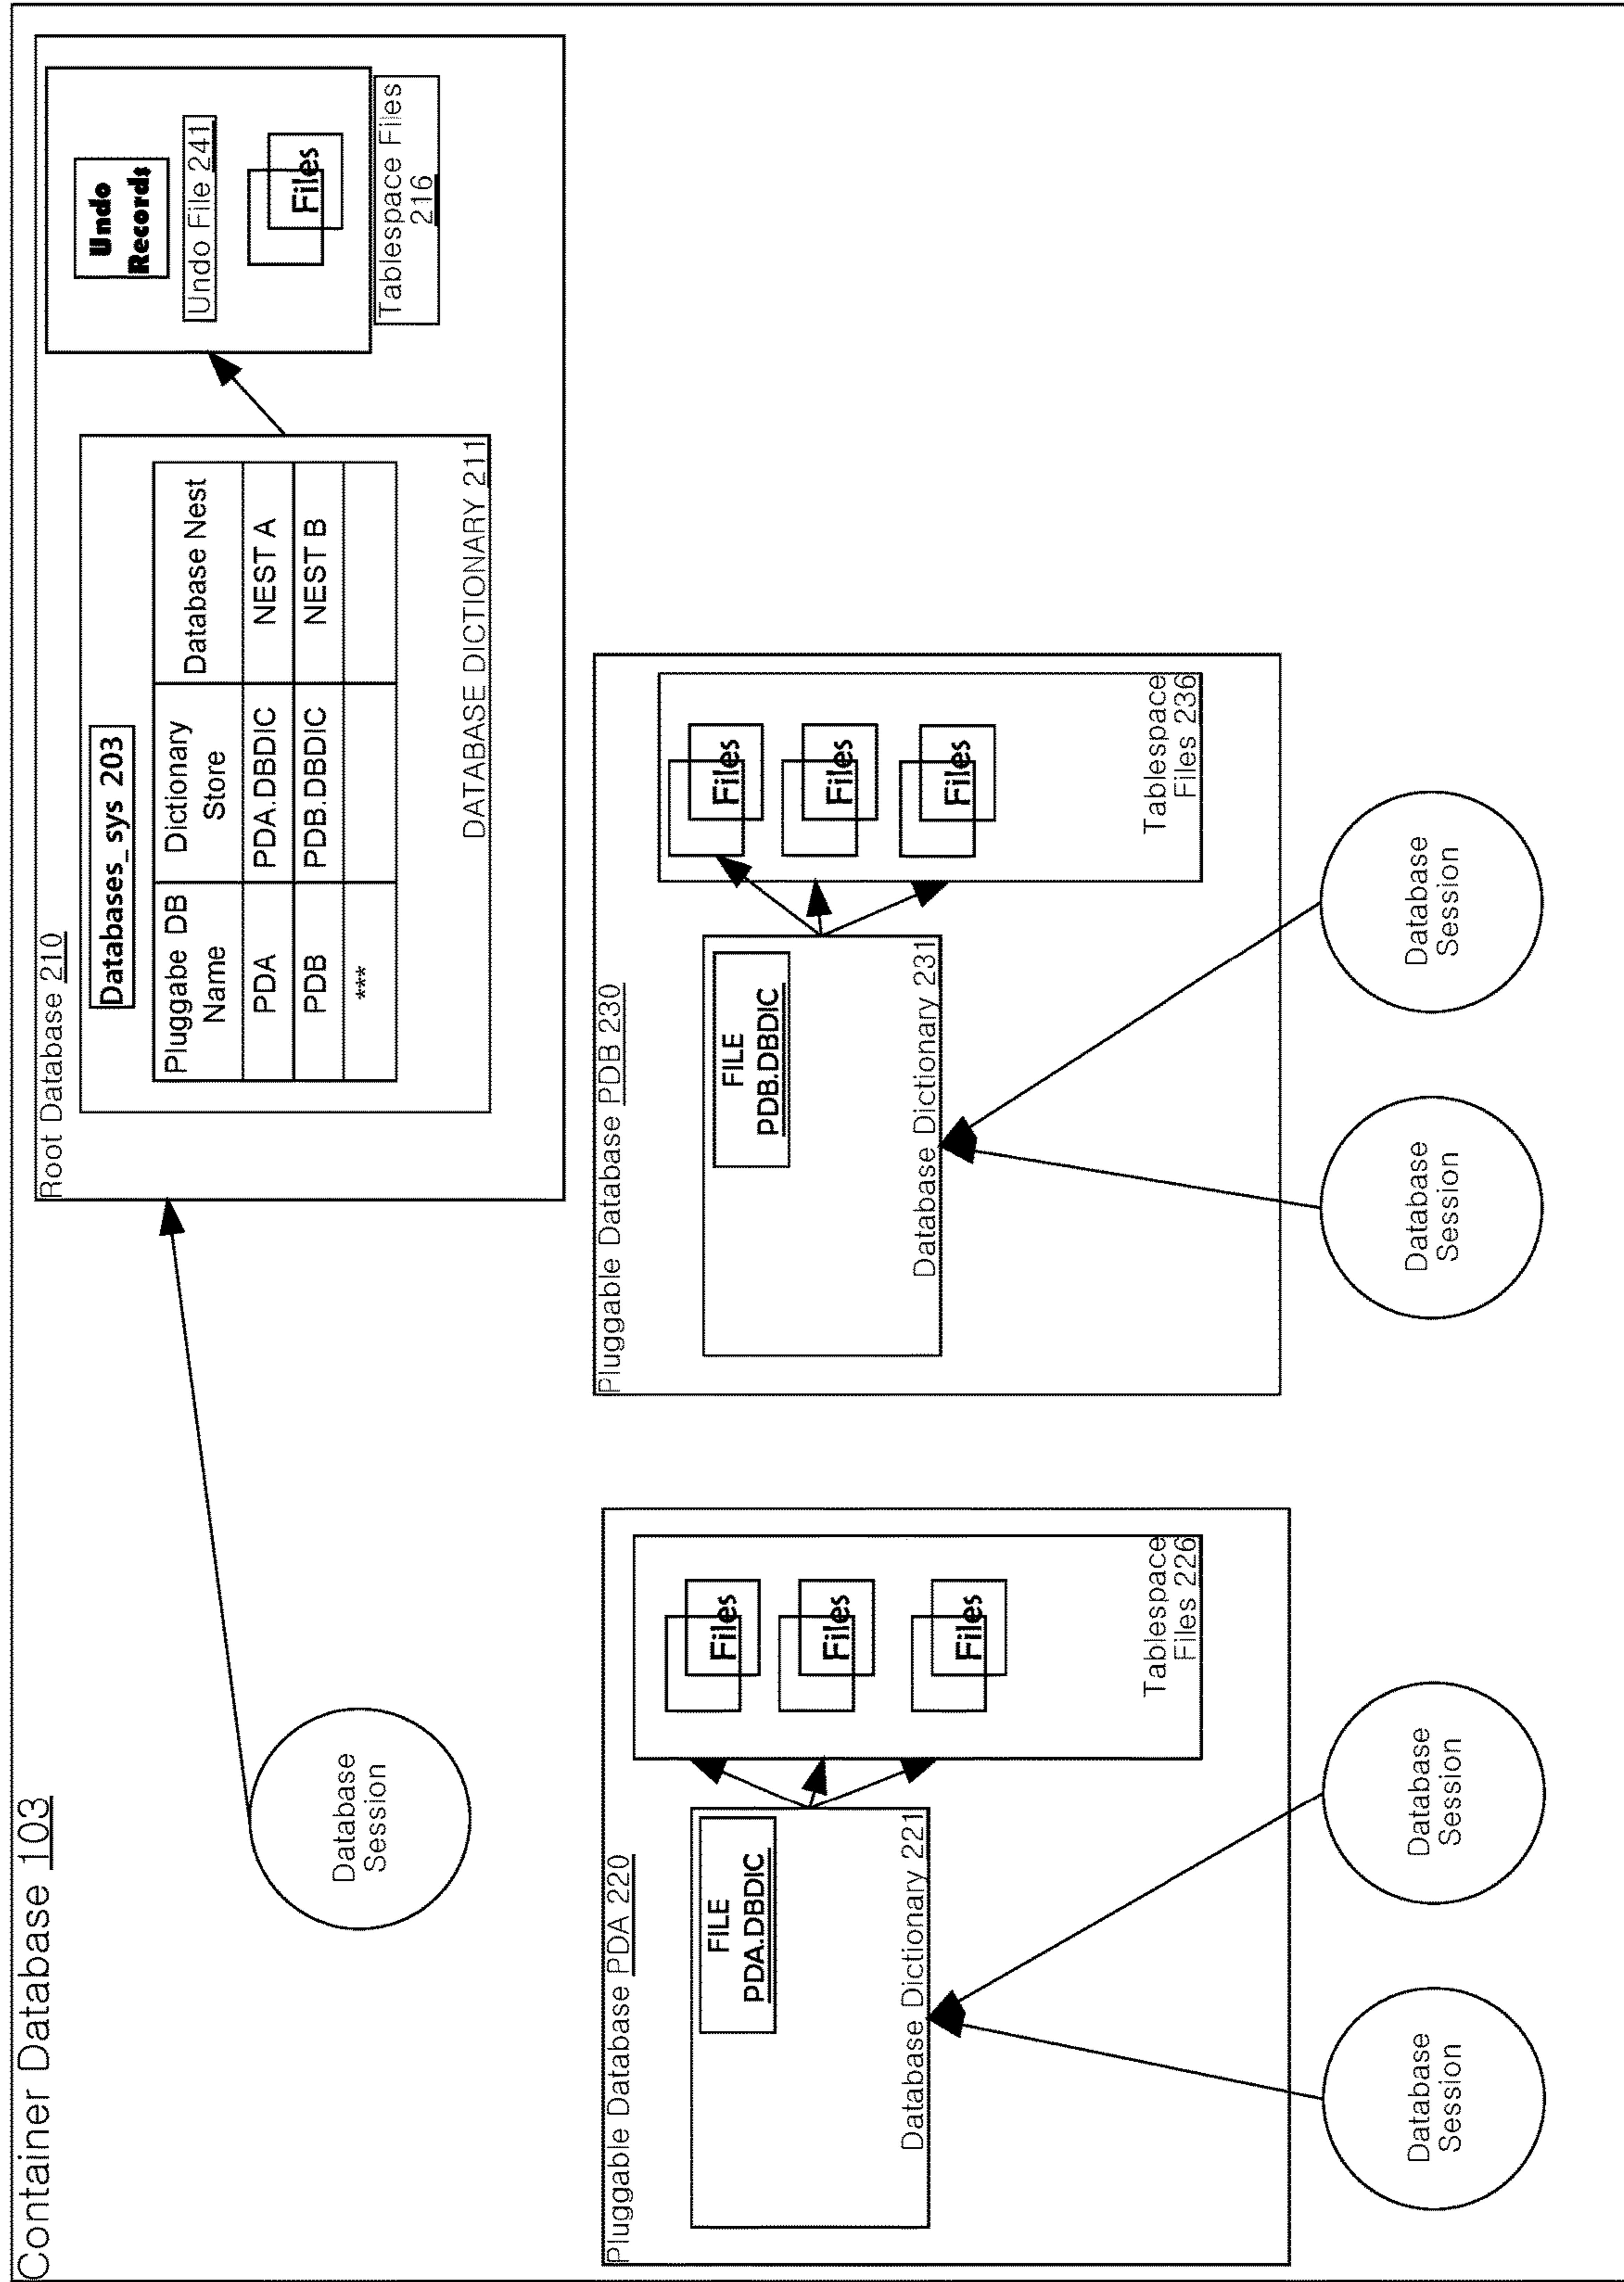 Container Database 103
Database
Session
Root Database 210
Databases_sys 203
Pluggabe DB
Name
Dictionary
Store
Database Nest
PDA
PDA.DBDIC
NEST A
PDB
PDB.DBDIC
NEST B
***
DATABASE DICTIONARY 211
Undo
Records
Undo File 241
Files
Tablespace Files
216
Pluggable Database PDA 220
FILE
PDA.DBDIC
Database Dictionary 221
Files
Files
Files
Tablespace
Files 226
Database
Session
Database
Session
Pluggable Database PDB 230
FILE
PDB.DBDIC
Database Dictionary 231
Files
Files
Files
Tablespace
Files 236
Database
Session
Database
Session